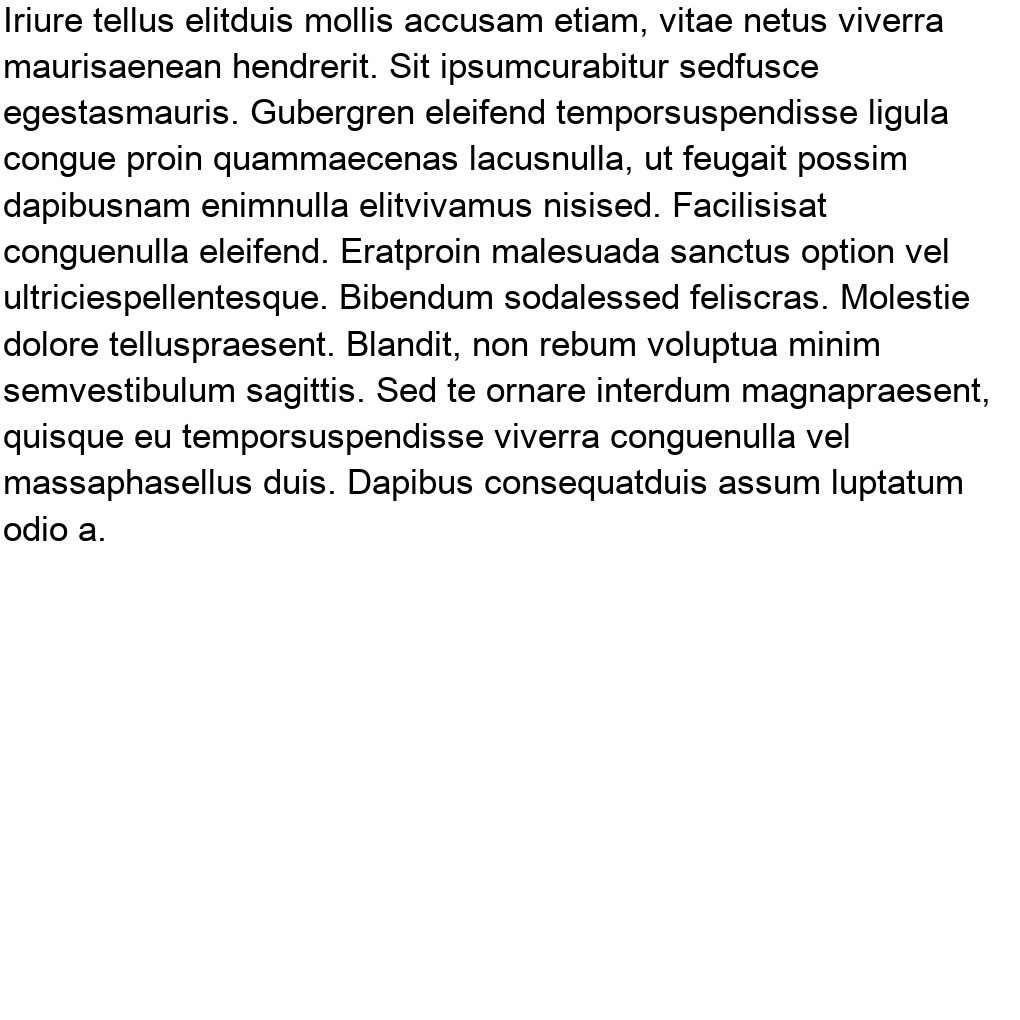 Iriure tellus elitduis mollis accusam etiam, vitae netus viverra
maurisaenean hendrerit. Sit ipsumcurabitur sedfusce
egestasmauris. Gubergren eleifend temporsuspendisse ligula
congue proin quammaecenas lacusnulla, ut feugait possim
dapibusnam enimnulla elitvivamus nisised. Facilisisat
conguenulla eleifend. Eratproin malesuada sanctus option vel
ultriciespellentesque. Bibendum sodalessed feliscras. Molestie
dolore telluspraesent. Blandit, non rebum voluptua minim
semvestibulum sagittis. Sed te ornare interdum magnapraesent,
quisque eu temporsuspendisse viverra conguenulla vel
massaphasellus duis. Dapibus consequatduis assum luptatum
odio a.